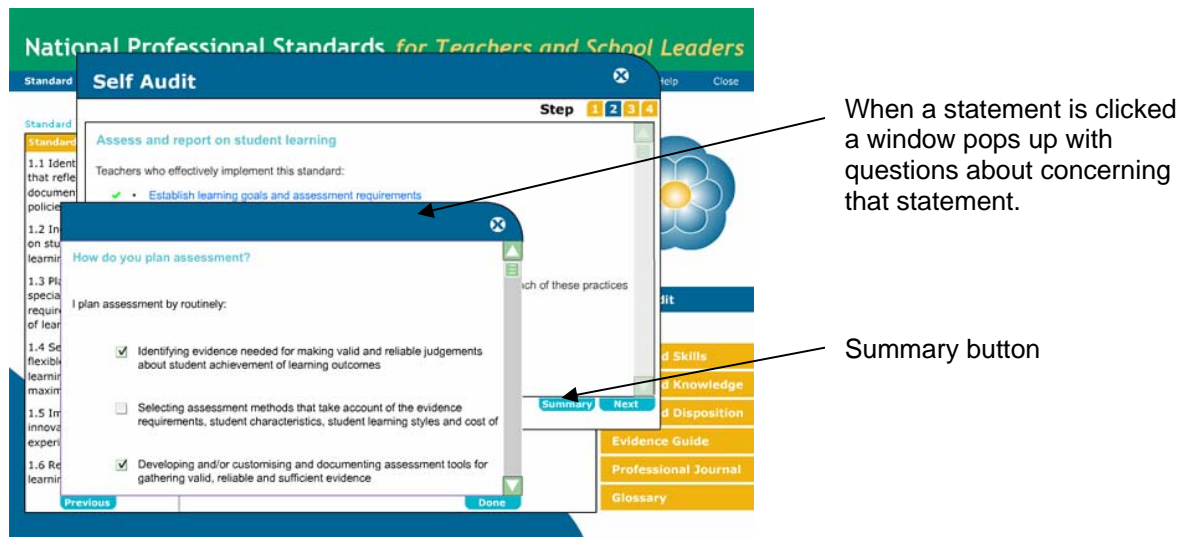 National Professional Standards for Teachers and School Leaders
Standard
Help
Close
Self Audit
Step 1 2 3 4
Standard
Standard
1.1 Ident
that refle
documen
policie
1.2 In
on stu
learnin
1.3 Pla
specia
requir
of lear
1.4 Se
flexibl
learnin
maxim
1.5 Im
innova
experi
1.6 Re
learnin
Assess and report on student learning
Teachers who effectively implement this standard:
• Establish learning goals and assessment requirements
ch of these practices
Summary
Next
How do you plan assessment?
I plan assessment by routinely:
Identifying evidence needed for making valid and reliable judgements
about student achievement of learning outcomes
Selecting assessment methods that take account of the evidence
requirements, student characteristics, student learning styles and cost of
Developing and/or customising and documenting assessment tools for
gathering valid, reliable and sufficient evidence
Previous
Done
dit
d Skills
d Knowledge
d Disposition
Evidence Guide
Professional Journal
Glossary
When a statement is clicked
a window pops up with
questions about concerning
that statement.
Summary button